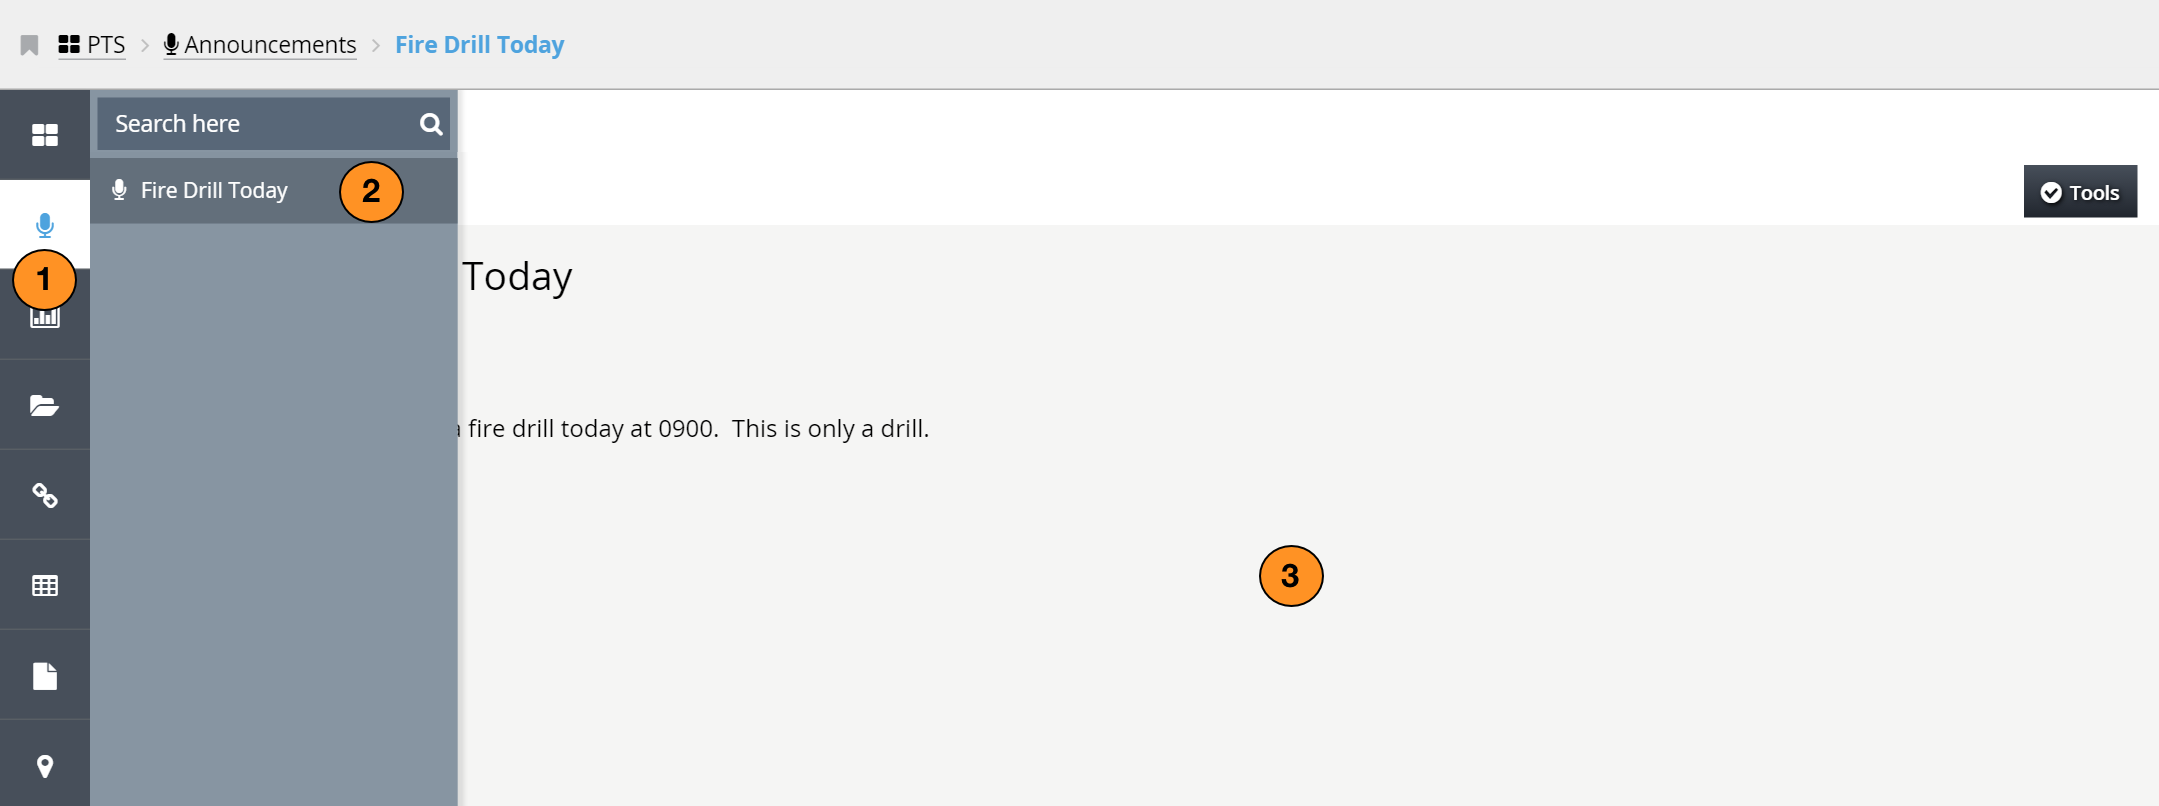 PTS > Announcements > Fire Drill Today
Search here
Fire Drill Today
2
Tools
1
Today
fire drill today at 0900.  This is only a drill.
3